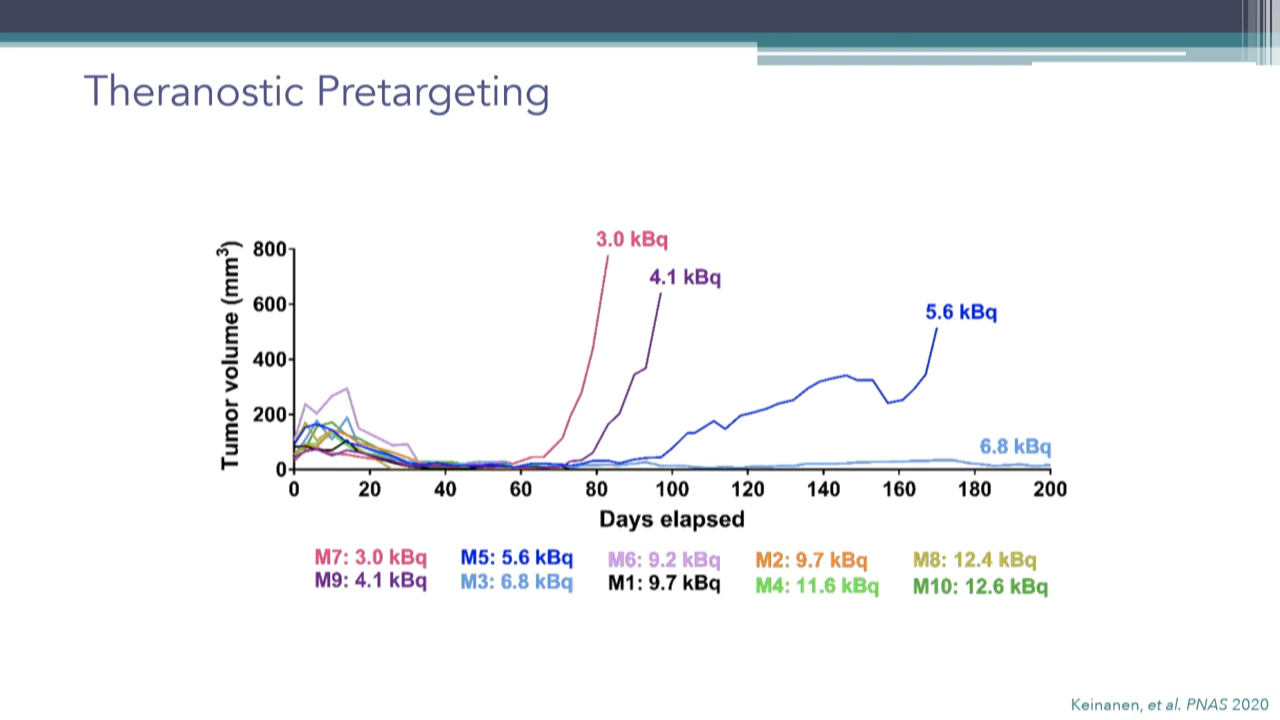 Theranostic Pretargeting
3.0 kBq
4.1 kBq
5.6 kBq
6.8 kBq
Tumor volume (mm³)
800
600
400
200
0
0 20 40 60 80 100 120 140 160 180 200
Days elapsed
M7: 3.0 kBq M5: 5.6 kBq M6: 9.2 kBq M2: 9.7 kBq M8: 12.4 kBq
M9: 4.1 kBq M3: 6.8 kBq M1: 9.7 kBq M4: 11.6 kBq M10: 12.6 kBq
Keinanen, et al. PNAS 2020